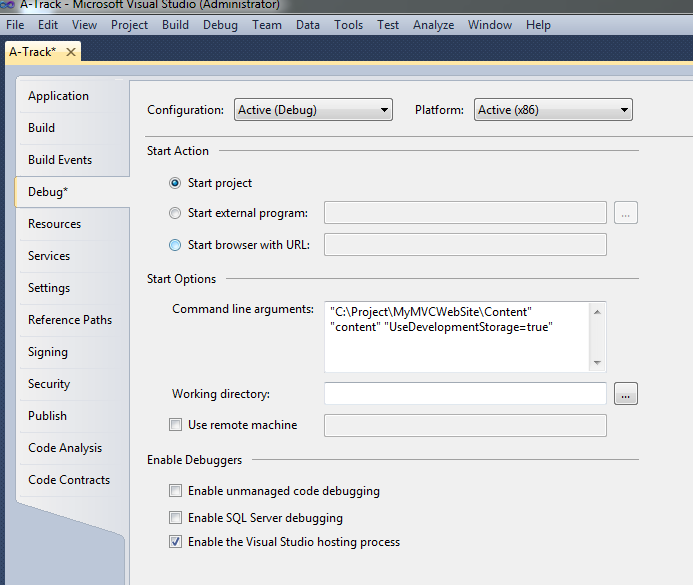 A-Track - Microsoft Visual Studio (Administrator)
File Edit View Project Build Debug Team Data Tools Test Analyze Window Help
A-Track*
Application
Build
Build Events
Debug*
Resources
Services
Settings
Reference Paths
Signing
Security
Publish
Code Analysis
Code Contracts
Configuration: Active (Debug) Platform: Active (x86)
Start Action
Start project
Start external program: ...
Start browser with URL:
Start Options
Command line arguments: "C:\Project\MyMVCWebSite\Content"
"content" "UseDevelopmentStorage=true"
Working directory: ...
Use remote machine
Enable Debuggers
Enable unmanaged code debugging
Enable SQL Server debugging
Enable the Visual Studio hosting process